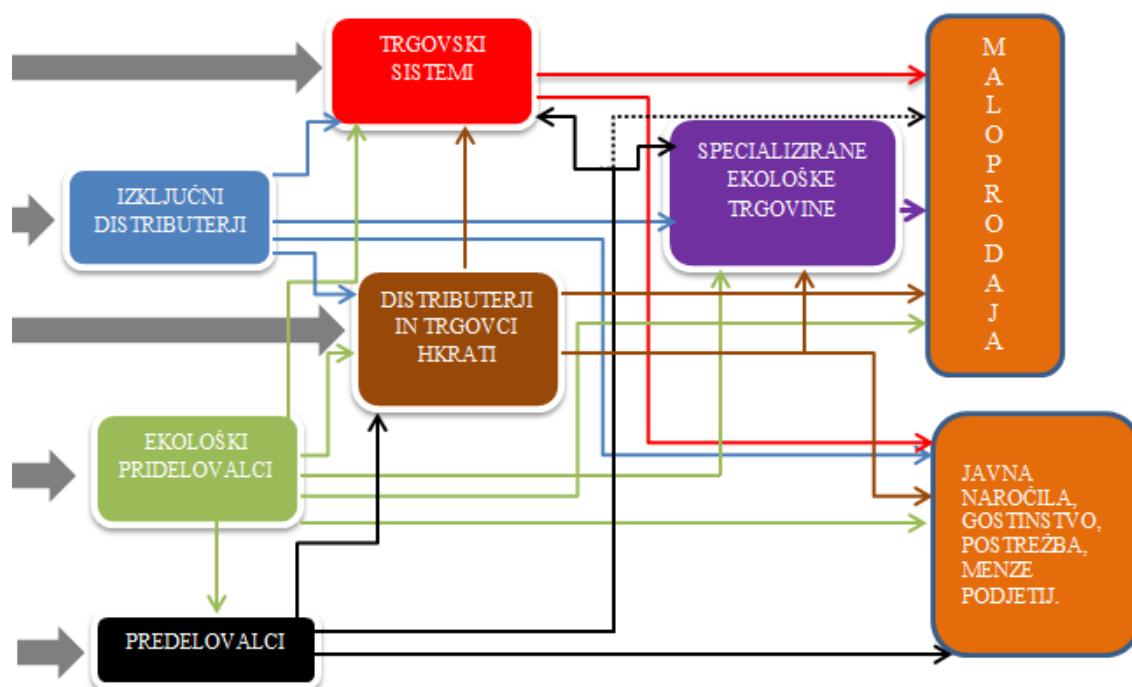 TRGOVSKI
SISTEMI
M
A
L
O
P
R
O
D
A
J
A
SPECIALIZIRANE
EKOLOŠKE
TRGOVINE
IZKLJUČNI
DISTRIBUTERJI
DISTRIBUTERJI
IN TRGOVCI
HKRATI
EKOLOŠKI
PRIDELOVALCI
JAVNA
NAROČILA,
GOSTINSTVO,
POSTREŽBA,
MENZE
PODJETIJ.
PREDELOVALCI